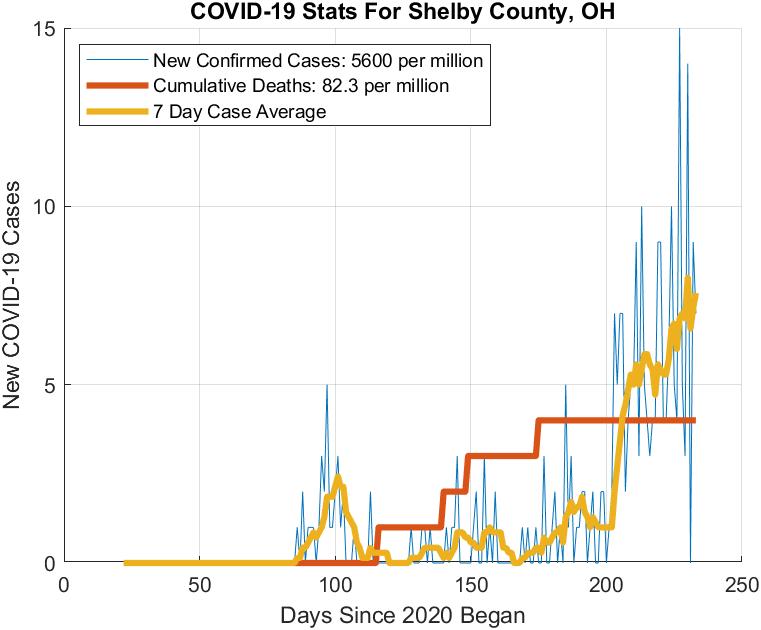 COVID-19 Stats For Shelby County, OH
15
New Confirmed Cases: 5600 per million
Cumulative Deaths: 82.3 per million
7 Day Case Average
10
New COVID-19 Cases
5
0
0 50 100 150 200 250
Days Since 2020 Began